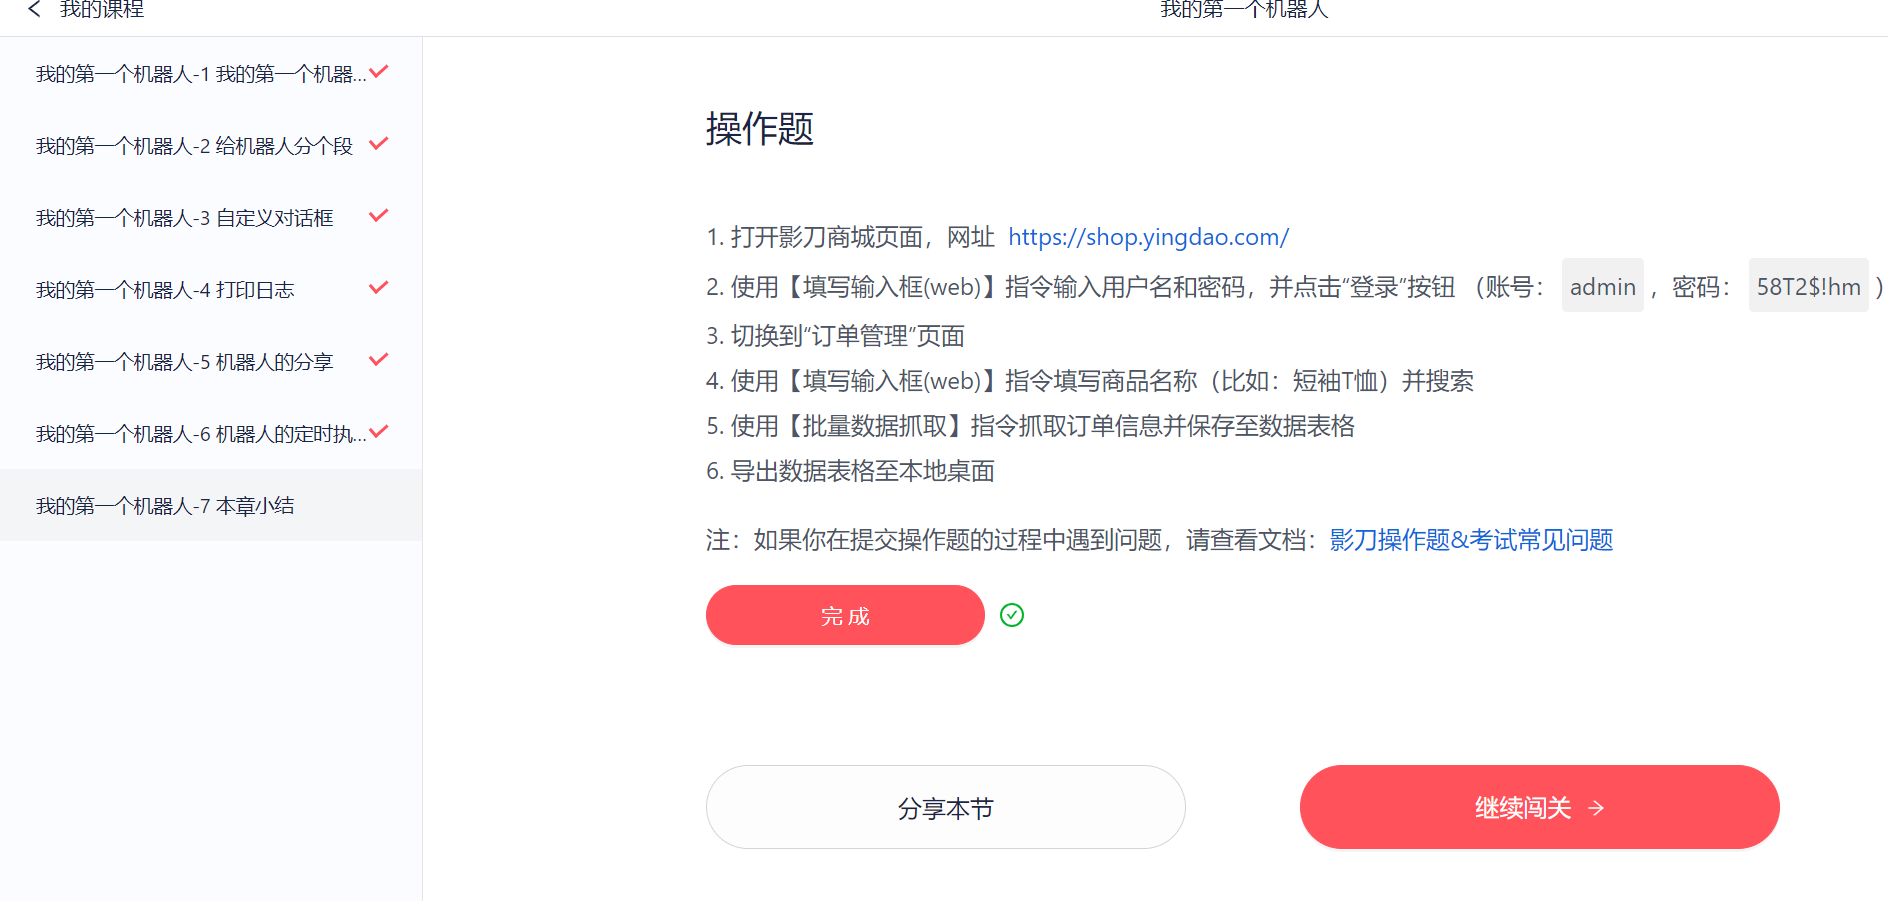 我的课程
我的第一个机器人
我的第一个机器人-1 我的第一个机器...
我的第一个机器人-2 给机器人分个段
我的第一个机器人-3 自定义对话框
我的第一个机器人-4 打印日志
我的第一个机器人-5 机器人的分享
我的第一个机器人-6 机器人的定时执...
我的第一个机器人-7 本章小结
操作题
1. 打开影刀商城页面，网址 https://shop.yingdao.com/
2. 使用【填写输入框(web)】指令输入用户名和密码，并点击“登录”按钮 （账号： admin ，密码： 58T2$!hm ）
3. 切换到“订单管理”页面
4. 使用【填写输入框(web)】指令填写商品名称（比如：短袖T恤）并搜索
5. 使用【批量数据抓取】指令抓取订单信息并保存至数据表格
6. 导出数据表格至本地桌面
注：如果你在提交操作题的过程中遇到问题，请查看文档：影刀操作题&考试常见问题
完成
分享本节
继续闯关 →